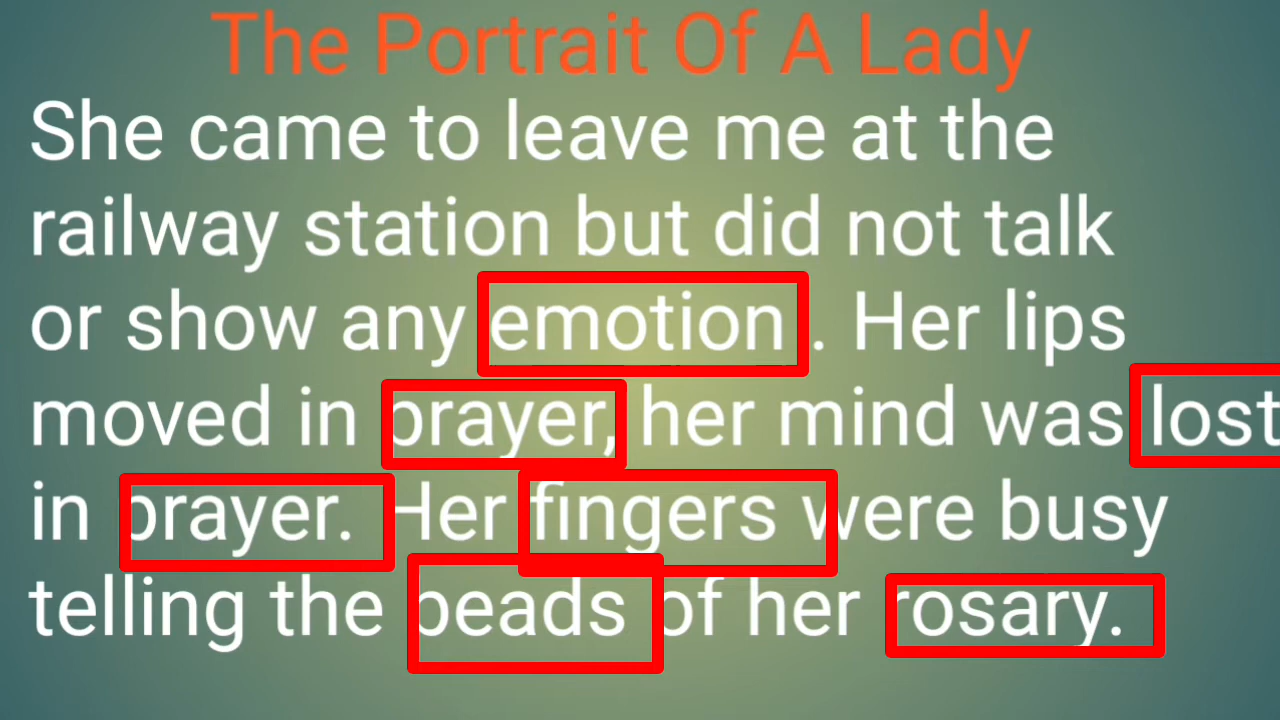 The Portrait Of A Lady
She came to leave me at the
railway station but did not talk
or show any emotion . Her lips
moved in prayer, her mind was lost
in prayer. Her fingers were busy
telling the beads of her rosary.